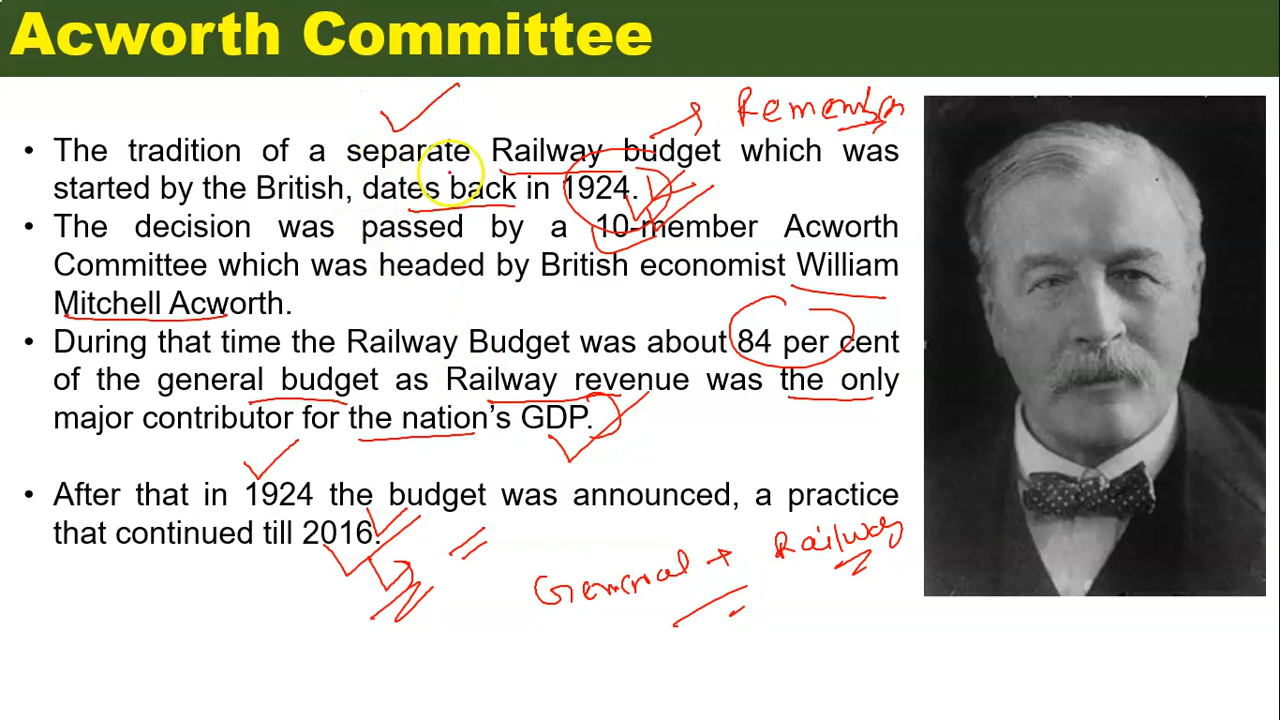 Acworth Committee
Remember
• The tradition of a separate Railway budget which was
started by the British, dates back in 1924.
• The decision was passed by a 10-member Acworth
Committee which was headed by British economist William
Mitchell Acworth.
• During that time the Railway Budget was about 84 per cent
of the general budget as Railway revenue was the only
major contributor for the nation's GDP.
• After that in 1924 the budget was announced, a practice
that continued till 2016.
General + Railway